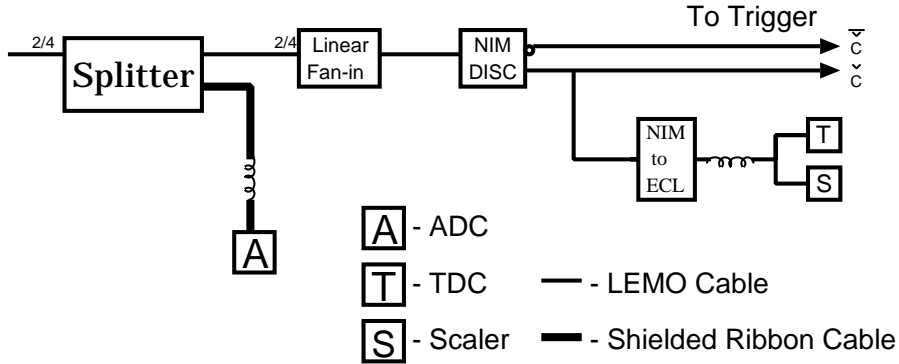 To Trigger
2/4
Splitter
2/4
Linear
Fan-in
NIM
DISC
C̅̌
Č
NIM
to
ECL
T
S
A
A - ADC
T - TDC
S - Scaler
- LEMO Cable
- Shielded Ribbon Cable